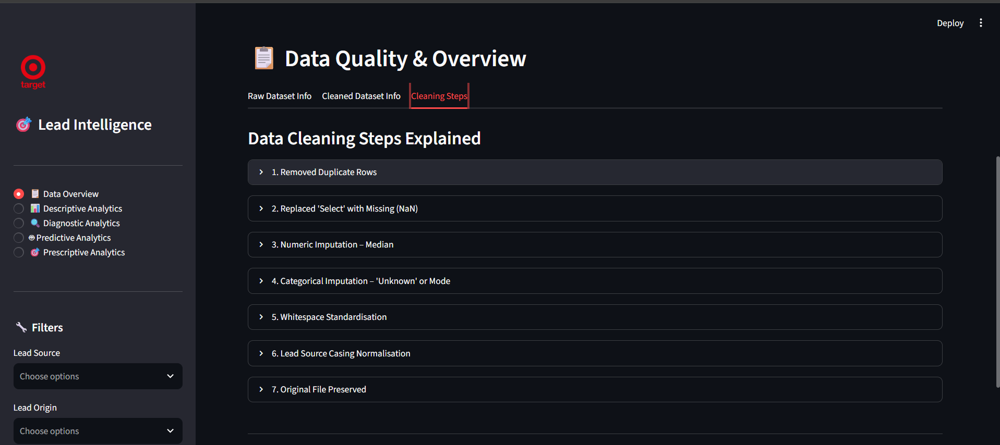 target
Lead Intelligence
Data Overview
Descriptive Analytics
Diagnostic Analytics
Predictive Analytics
Prescriptive Analytics
Filters
Lead Source
Choose options
Lead Origin
Choose options
Deploy
Data Quality & Overview
Raw Dataset Info
Cleaned Dataset Info
Cleaning Steps
Data Cleaning Steps Explained
1. Removed Duplicate Rows
2. Replaced 'Select' with Missing (NaN)
3. Numeric Imputation – Median
4. Categorical Imputation – 'Unknown' or Mode
5. Whitespace Standardisation
6. Lead Source Casing Normalisation
7. Original File Preserved